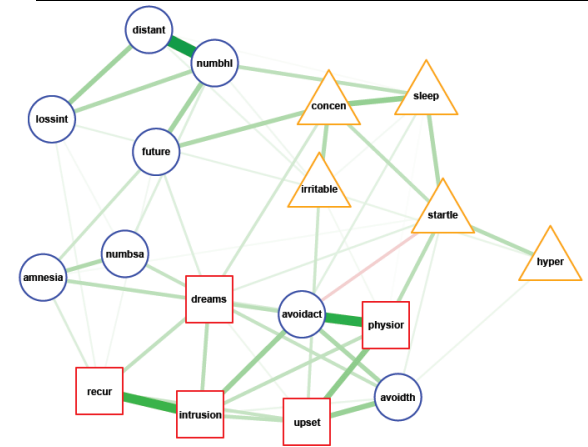 distant
numbhl
sleep
concen
lossint
future
irritable
startle
numbsa
hyper
amnesia
dreams
avoidact
physior
recur
avoidth
intrusion
upset